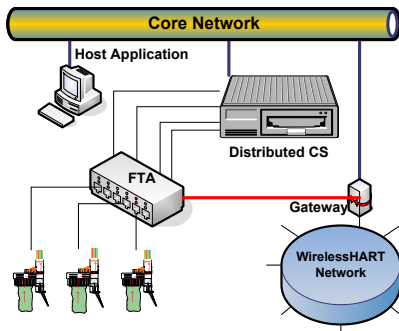 Core Network
Host Application
Distributed CS
FTA
Gateway
WirelessHART
Network